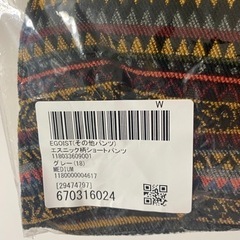 W
EGOIST(その他パンツ)
エスニック柄ショートパンツ
118033609001
グレー(18)
MEDIUM
1180000004617
[29474797]
670316024